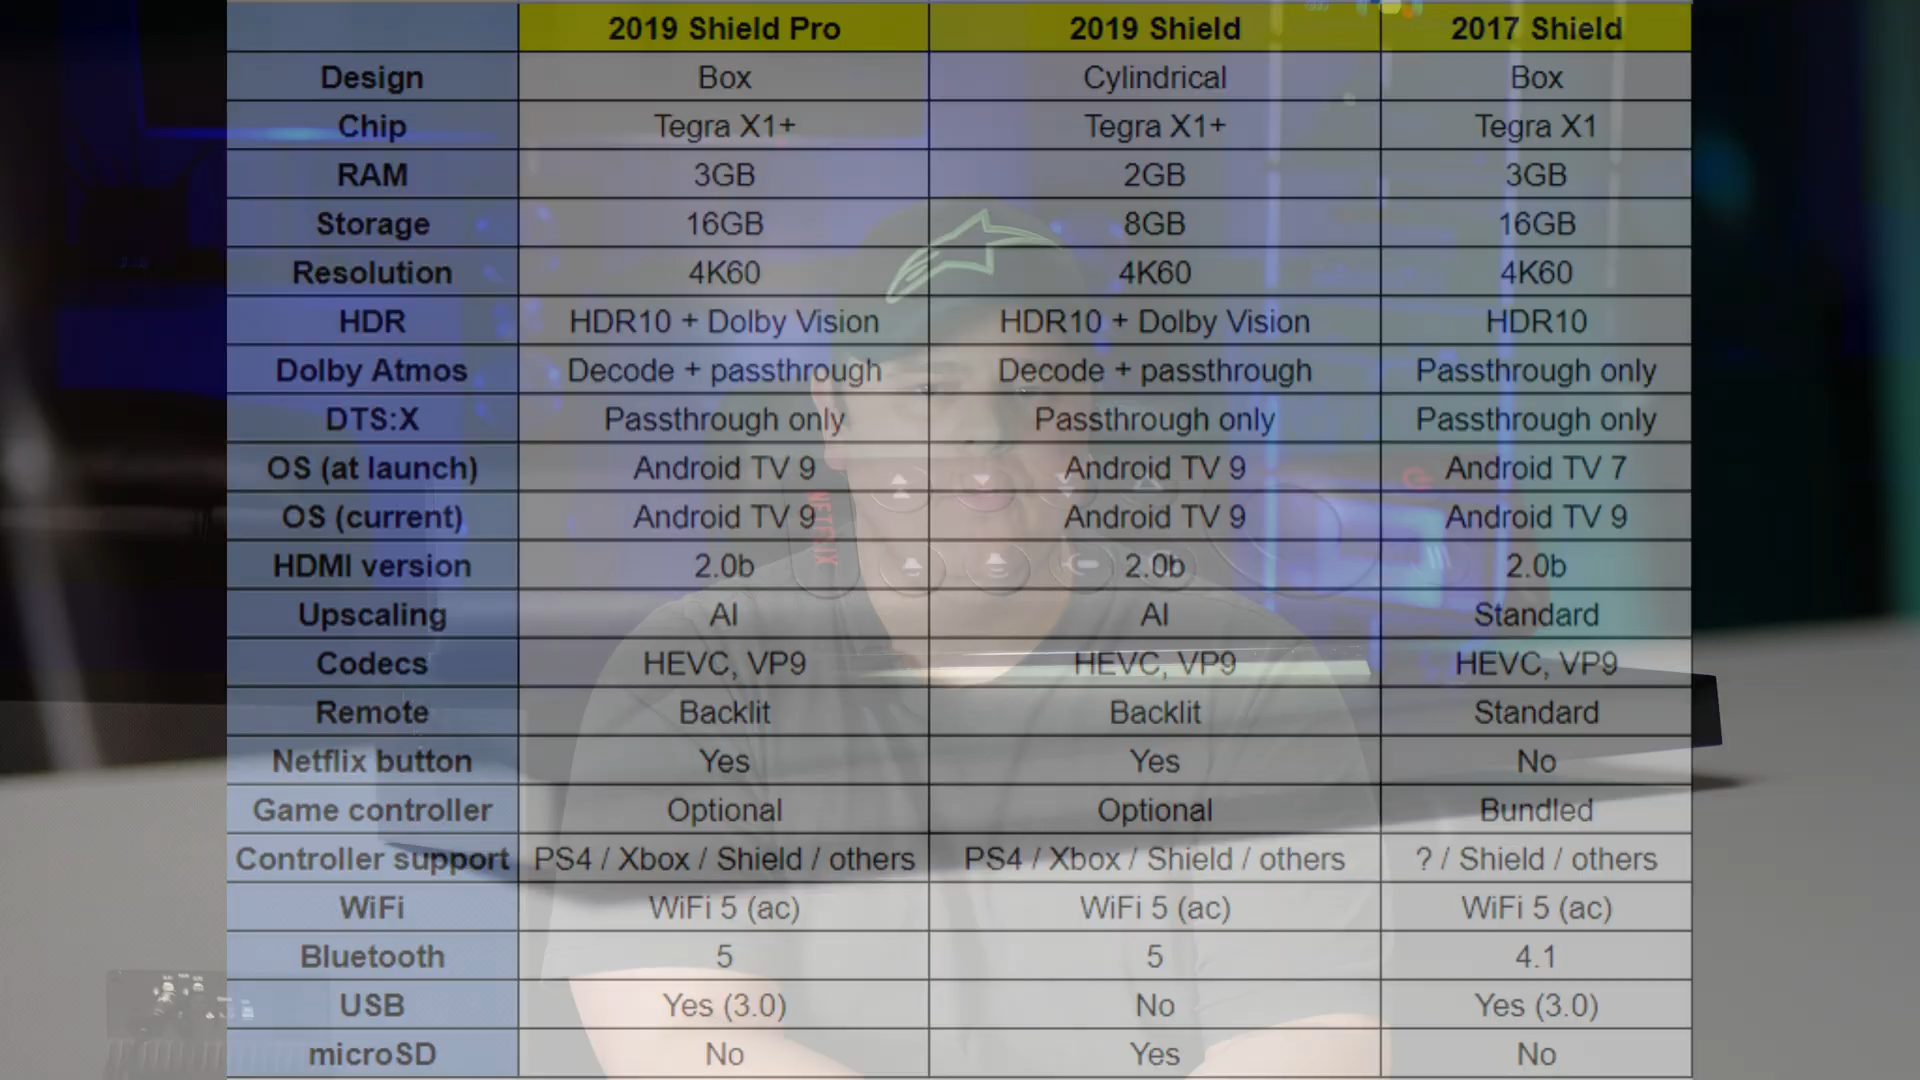 2019 Shield Pro 2019 Shield 2017 Shield
Design Box Cylindrical Box
Chip Tegra X1+ Tegra X1+ Tegra X1
RAM 3GB 2GB 3GB
Storage 16GB 8GB 16GB
Resolution 4K60 4K60 4K60
HDR HDR10 + Dolby Vision HDR10 + Dolby Vision HDR10
Dolby Atmos Decode + passthrough Decode + passthrough Passthrough only
DTS:X Passthrough only Passthrough only Passthrough only
OS (at launch) Android TV 9 Android TV 9 Android TV 7
OS (current) Android TV 9 Android TV 9 Android TV 9
NETFLIX
HDMI version 2.0b 2.0b 2.0b
Upscaling AI AI Standard
Codecs HEVC, VP9 HEVC, VP9 HEVC, VP9
Remote Backlit Backlit Standard
Netflix button Yes Yes No
Game controller Optional Optional Bundled
Controller support PS4 / Xbox / Shield / others PS4 / Xbox / Shield / others ? / Shield / others
WiFi WiFi 5 (ac) WiFi 5 (ac) WiFi 5 (ac)
Bluetooth 5 5 4.1
USB Yes (3.0) No Yes (3.0)
microSD No Yes No